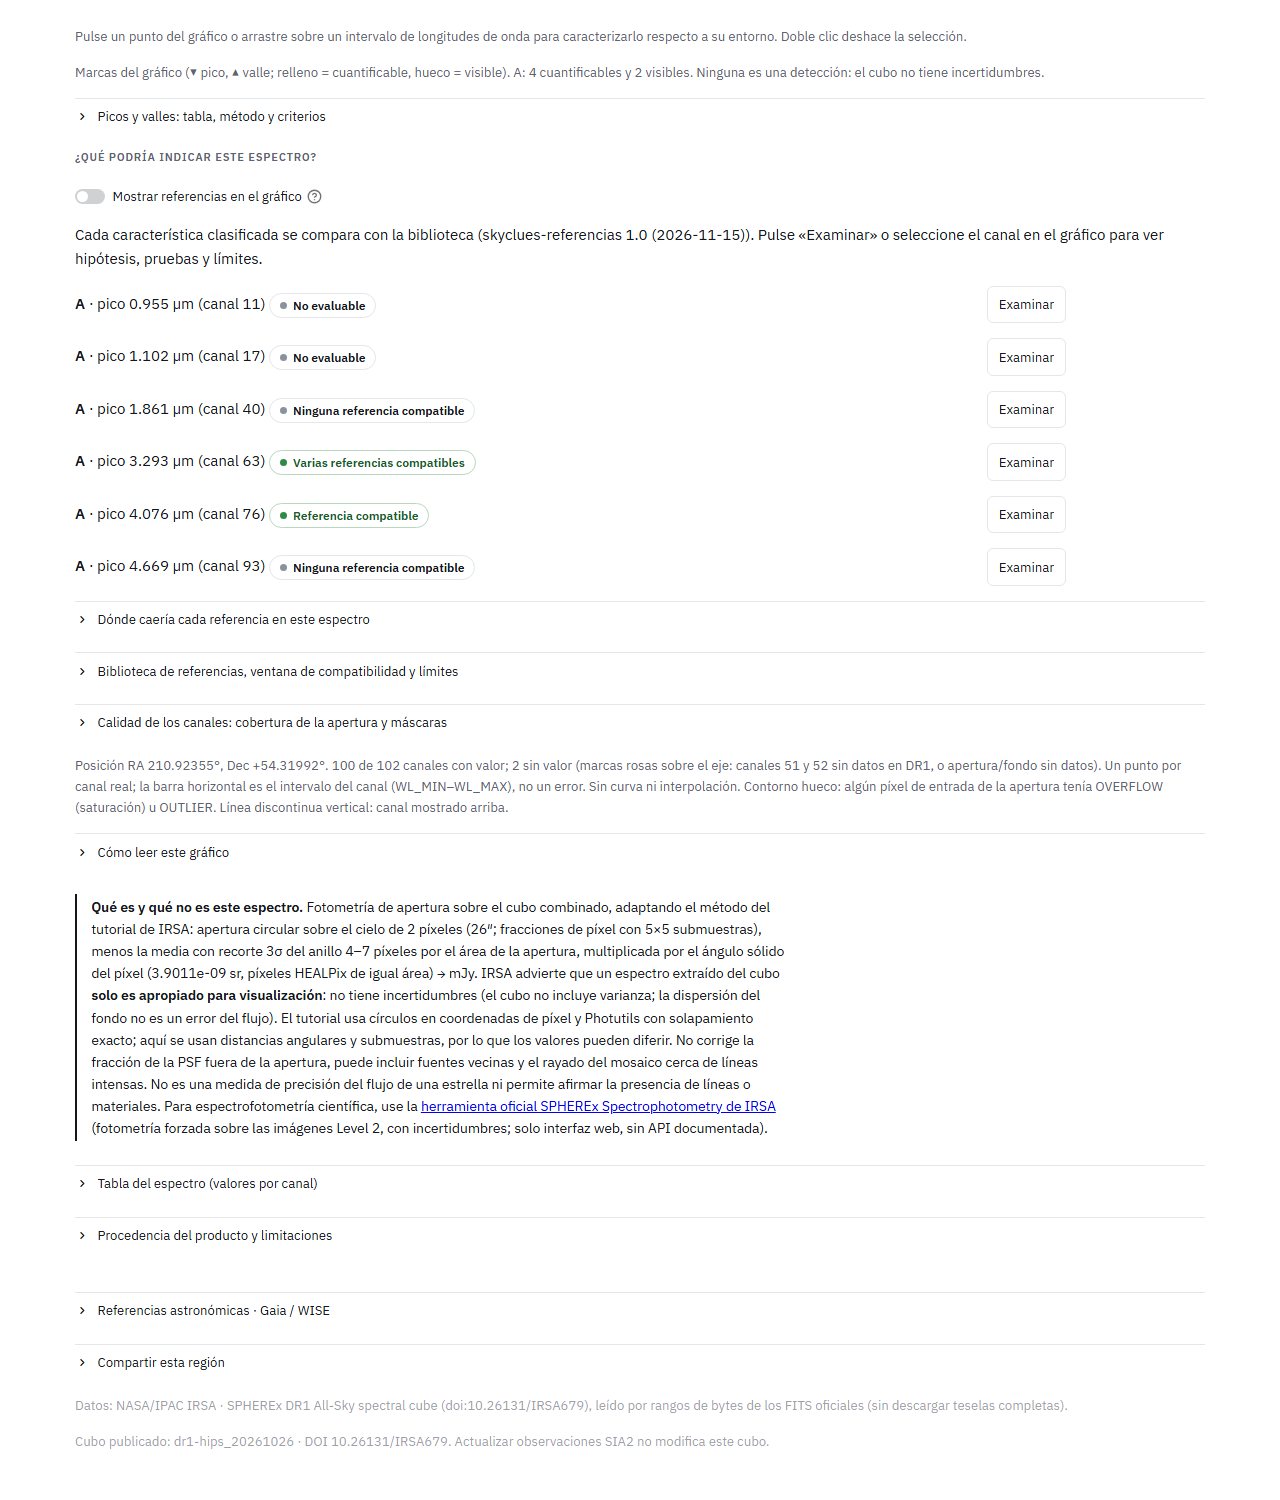 Pulse un punto del gráfico o arrastre sobre un intervalo de longitudes de onda para caracterizarlo respecto a su entorno. Doble clic deshace la selección.
Marcas del gráfico (▾ pico, ▴ valle; relleno = cuantificable, hueco = visible). A: 4 cuantificables y 2 visibles. Ninguna es una detección: el cubo no tiene incertidumbres.
Picos y valles: tabla, método y criterios
¿QUÉ PODRÍA INDICAR ESTE ESPECTRO?
Mostrar referencias en el gráfico
Cada característica clasificada se compara con la biblioteca (skyclues-referencias 1.0 (2026-11-15)). Pulse «Examinar» o seleccione el canal en el gráfico para ver
hipótesis, pruebas y límites.
A · pico 0.955 µm (canal 11) No evaluable Examinar
A · pico 1.102 µm (canal 17) No evaluable Examinar
A · pico 1.861 µm (canal 40) Ninguna referencia compatible Examinar
A · pico 3.293 µm (canal 63) Varias referencias compatibles Examinar
A · pico 4.076 µm (canal 76) Referencia compatible Examinar
A · pico 4.669 µm (canal 93) Ninguna referencia compatible Examinar
Dónde caería cada referencia en este espectro
Biblioteca de referencias, ventana de compatibilidad y límites
Calidad de los canales: cobertura de la apertura y máscaras
Posición RA 210.92355°, Dec +54.31992°. 100 de 102 canales con valor; 2 sin valor (marcas rosas sobre el eje: canales 51 y 52 sin datos en DR1, o apertura/fondo sin datos). Un punto por
canal real; la barra horizontal es el intervalo del canal (WL_MIN–WL_MAX), no un error. Sin curva ni interpolación. Contorno hueco: algún píxel de entrada de la apertura tenía OVERFLOW
(saturación) u OUTLIER. Línea discontinua vertical: canal mostrado arriba.
Cómo leer este gráfico
Qué es y qué no es este espectro. Fotometría de apertura sobre el cubo combinado, adaptando el método del
tutorial de IRSA: apertura circular sobre el cielo de 2 píxeles (26″; fracciones de píxel con 5×5 submuestras),
menos la media con recorte 3σ del anillo 4–7 píxeles por el área de la apertura, multiplicada por el ángulo sólido
del píxel (3.9011e-09 sr, píxeles HEALPix de igual área) → mJy. IRSA advierte que un espectro extraído del cubo
solo es apropiado para visualización: no tiene incertidumbres (el cubo no incluye varianza; la dispersión del
fondo no es un error del flujo). El tutorial usa círculos en coordenadas de píxel y Photutils con solapamiento
exacto; aquí se usan distancias angulares y submuestras, por lo que los valores pueden diferir. No corrige la
fracción de la PSF fuera de la apertura, puede incluir fuentes vecinas y el rayado del mosaico cerca de líneas
intensas. No es una medida de precisión del flujo de una estrella ni permite afirmar la presencia de líneas o
materiales. Para espectrofotometría científica, use la herramienta oficial SPHEREx Spectrophotometry de IRSA
(fotometría forzada sobre las imágenes Level 2, con incertidumbres; solo interfaz web, sin API documentada).
Tabla del espectro (valores por canal)
Procedencia del producto y limitaciones
Referencias astronómicas · Gaia / WISE
Compartir esta región
Datos: NASA/IPAC IRSA · SPHEREx DR1 All-Sky spectral cube (doi:10.26131/IRSA679), leído por rangos de bytes de los FITS oficiales (sin descargar teselas completas).
Cubo publicado: dr1-hips_20261026 · DOI 10.26131/IRSA679. Actualizar observaciones SIA2 no modifica este cubo.